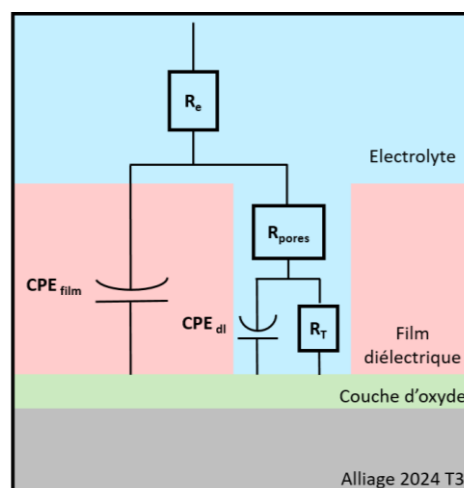 Re
Electrolyte
Rpores
CPE film
CPE dl
RT
Film
diélectrique
Couche d'oxyde
Alliage 2024 T3